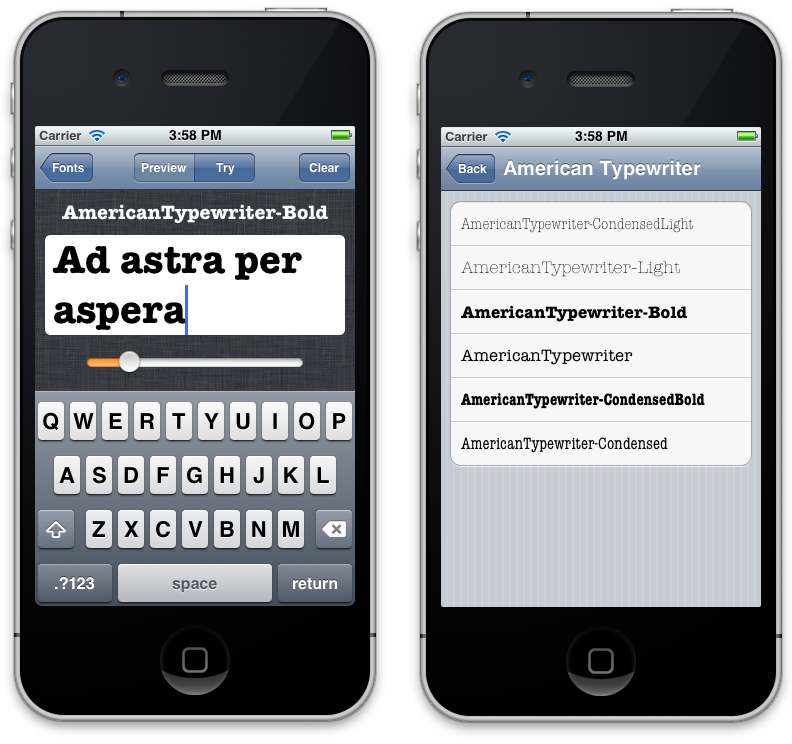 Carrier 3:58 PM
Fonts Preview Try Clear
AmericanTypewriter-Bold
Ad astra per
aspera
Q W E R T Y U I O P
A S D F G H J K L
Z X C V B N M
.?123 space return
Carrier 3:58 PM
Back American Typewriter
AmericanTypewriter-CondensedLight
AmericanTypewriter-Light
AmericanTypewriter-Bold
AmericanTypewriter
AmericanTypewriter-CondensedBold
AmericanTypewriter-Condensed